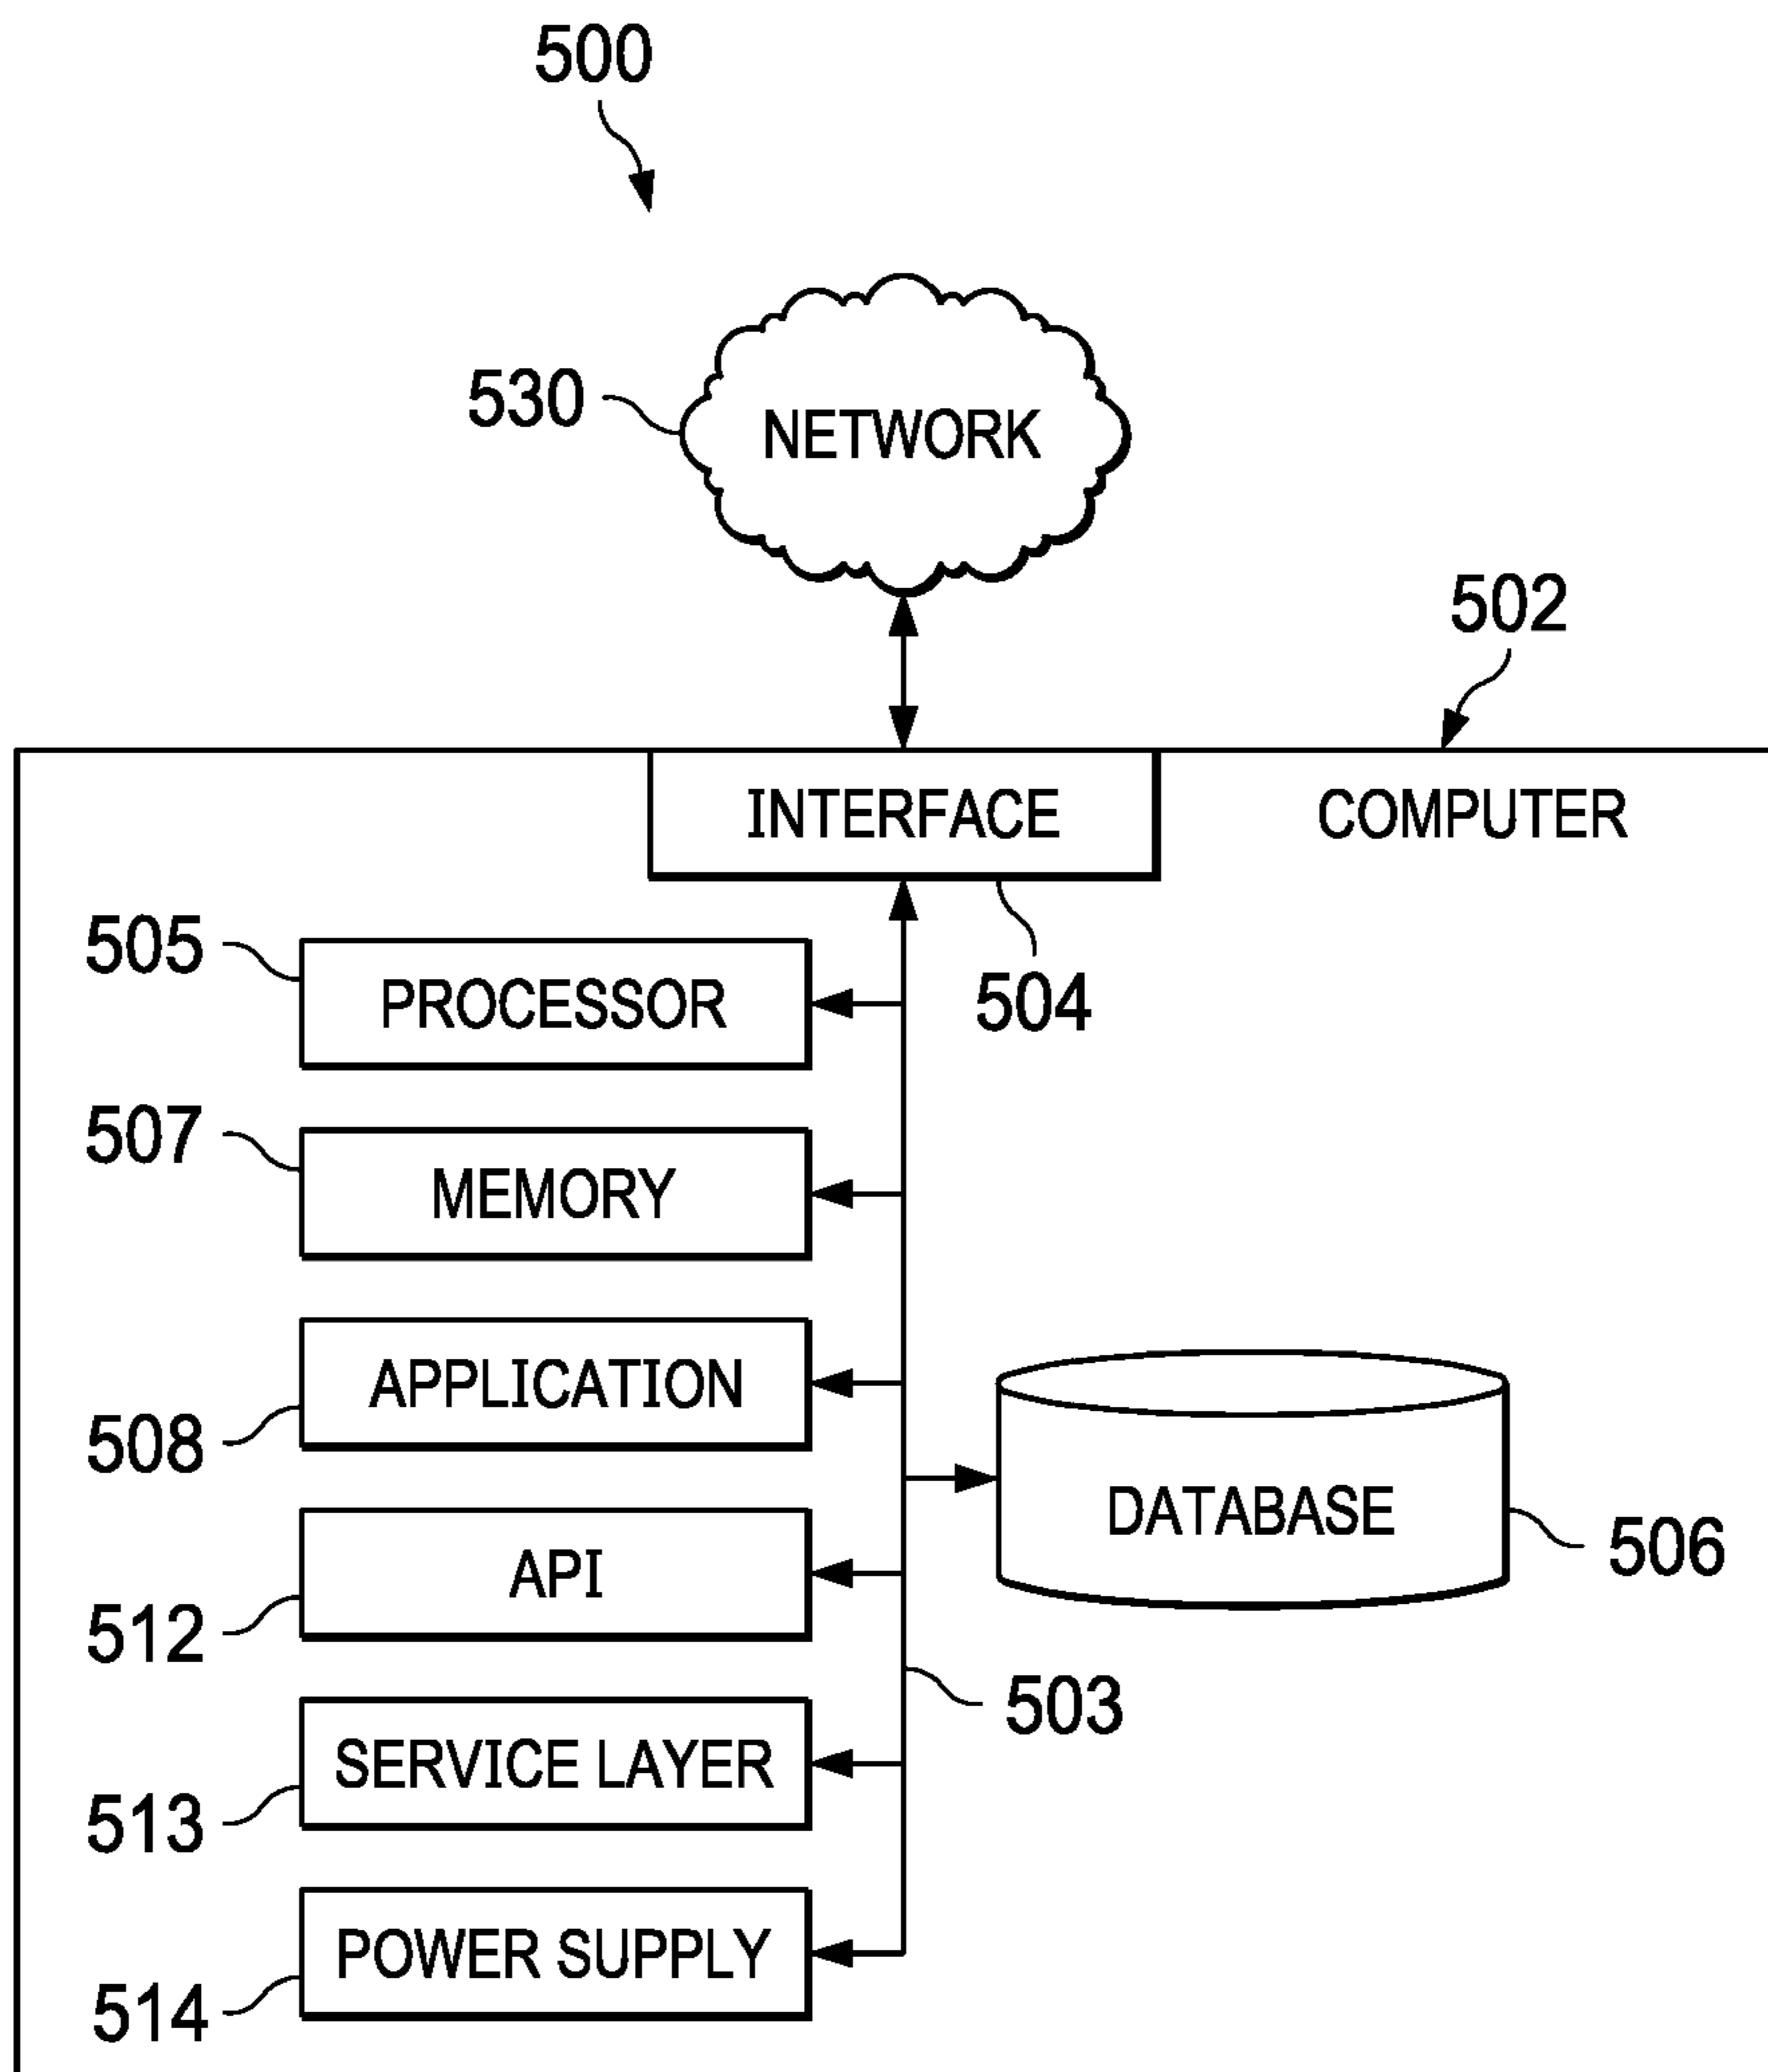 500
530
NETWORK
502
INTERFACE
COMPUTER
505
PROCESSOR
504
507
MEMORY
APPLICATION
508
DATABASE
506
API
512
503
SERVICE LAYER
513
POWER SUPPLY
514